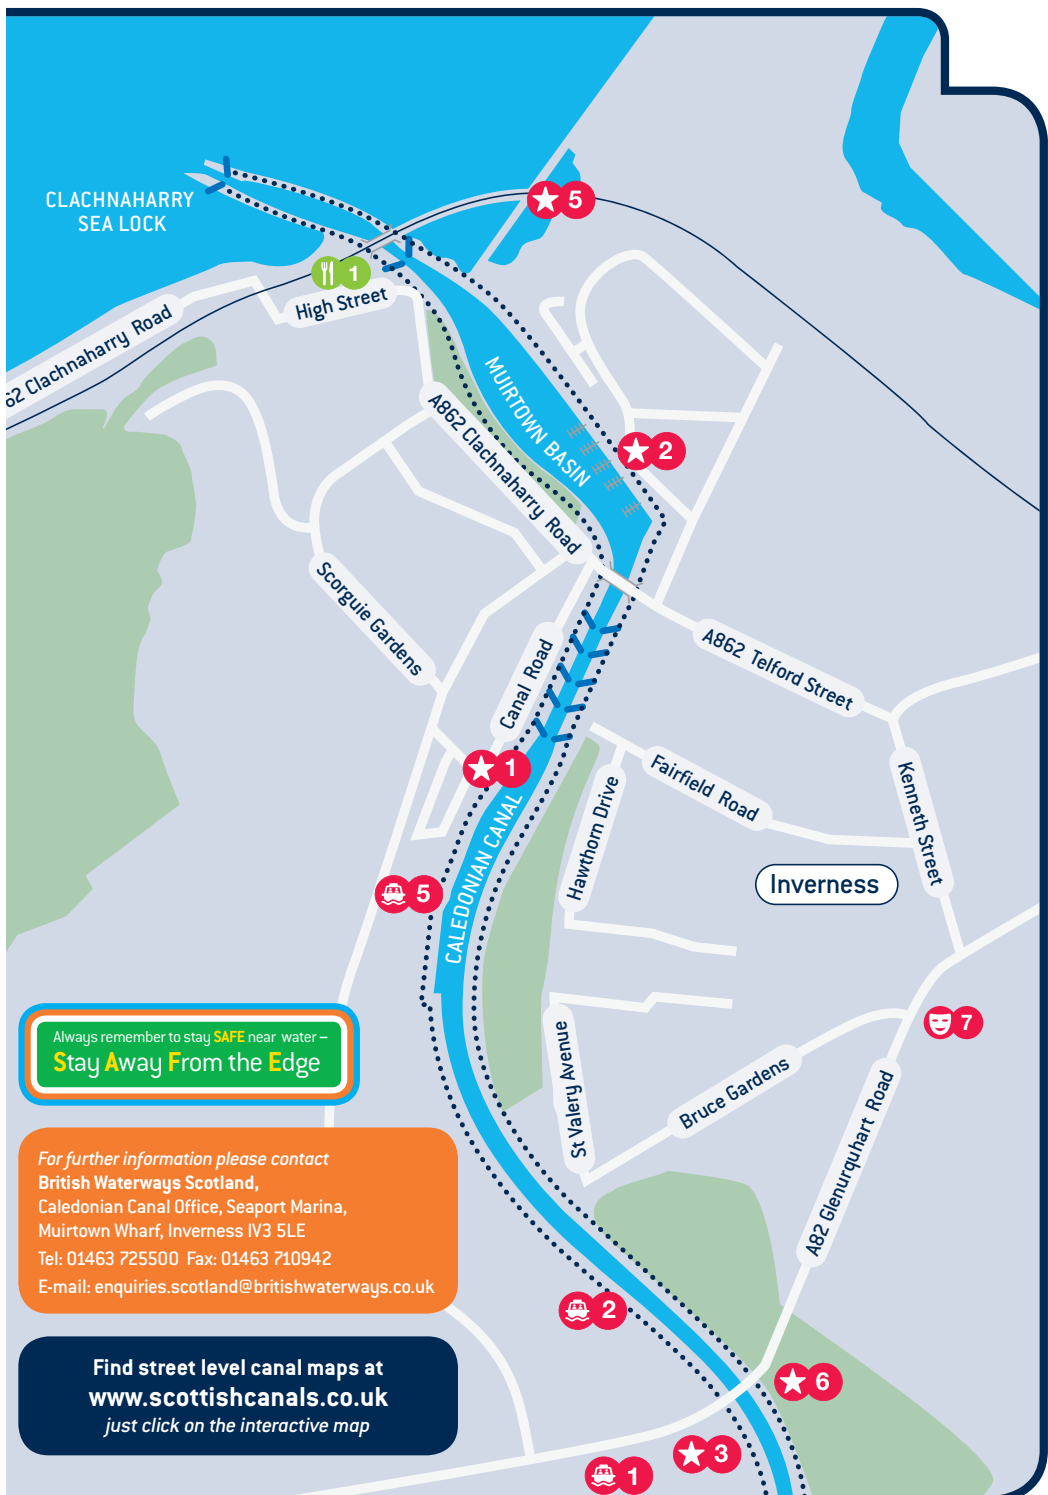 CLACHNAHARRY
SEA LOCK
5
1
High Street
62 Clachnaharry Road
MUIRTOWN BASIN
A862 Clachnaharry Road
2
Scorguie Gardens
Canal Road
A862 Telford Street
1
Fairfield Road
Kenneth Street
Hawthorn Drive
CALEDONIAN CANAL
Inverness
5
7
Always remember to stay SAFE near water –
Stay Away From the Edge
St Valery Avenue
Bruce Gardens
A82 Glenurquhart Road
For further information please contact
British Waterways Scotland,
Caledonian Canal Office, Seaport Marina,
Muirtown Wharf, Inverness IV3 5LE
Tel: 01463 725500 Fax: 01463 710942
E-mail: enquiries.scotland@britishwaterways.co.uk
2
Find street level canal maps at
www.scottishcanals.co.uk
just click on the interactive map
6
3
1